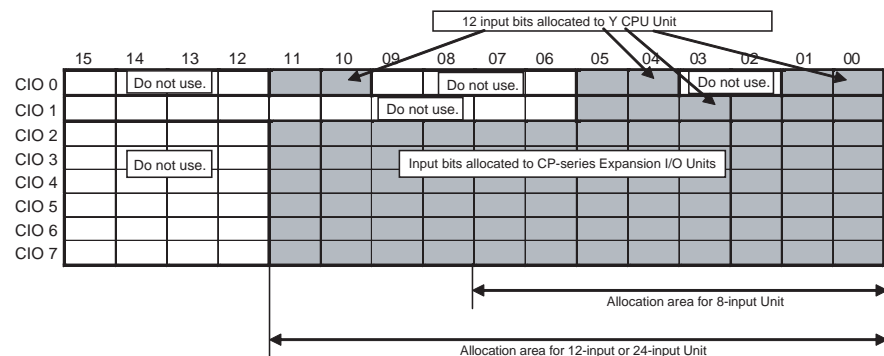 12 input bits allocated to Y CPU Unit
15 14 13 12 11 10 09 08 07 06 05 04 03 02 01 00
CIO 0 Do not use. Do not use. Do not use.
CIO 1 Do not use.
CIO 2
CIO 3 Do not use. Input bits allocated to CP-series Expansion I/O Units
CIO 4
CIO 5
CIO 6
CIO 7
Allocation area for 8-input Unit
Allocation area for 12-input or 24-input Unit